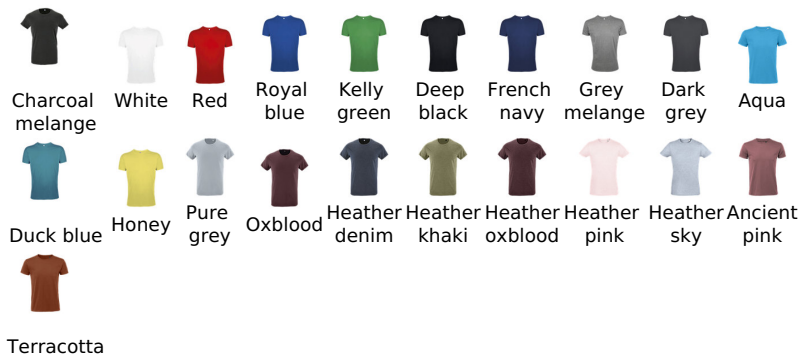 Charcoal melange
White
Red
Royal blue
Kelly green
Deep black
French navy
Grey melange
Dark grey
Aqua
Duck blue
Honey
Pure grey
Oxblood
Heather denim
Heather khaki
Heather oxblood
Heather pink
Heather sky
Ancient pink
Terracotta